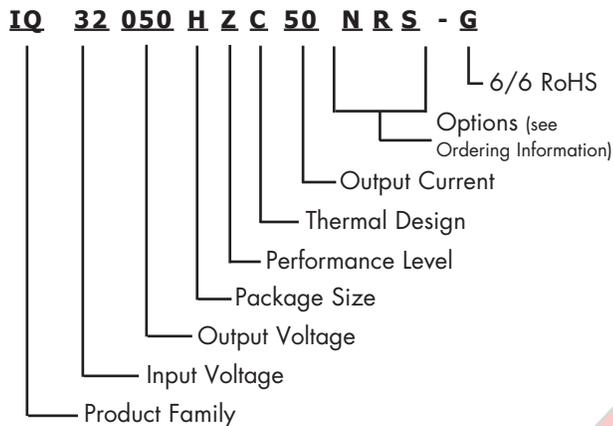 IQ 32 050 H Z C 50 N R S - G
6/6 RoHS
Options (see
Ordering Information)
Output Current
Thermal Design
Performance Level
Package Size
Output Voltage
Input Voltage
Product Family